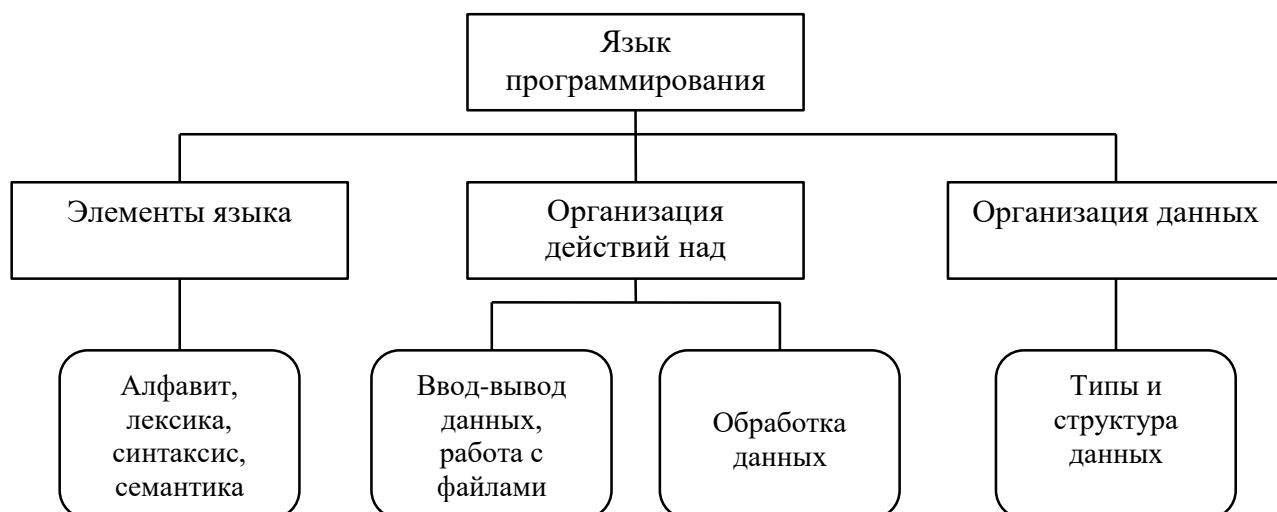 Язык
программирования
Элементы языка
Организация
действий над
Организация данных
Алфавит,
лексика,
синтаксис,
семантика
Ввод-вывод
данных,
работа с
файлами
Обработка
данных
Типы и
структура
данных